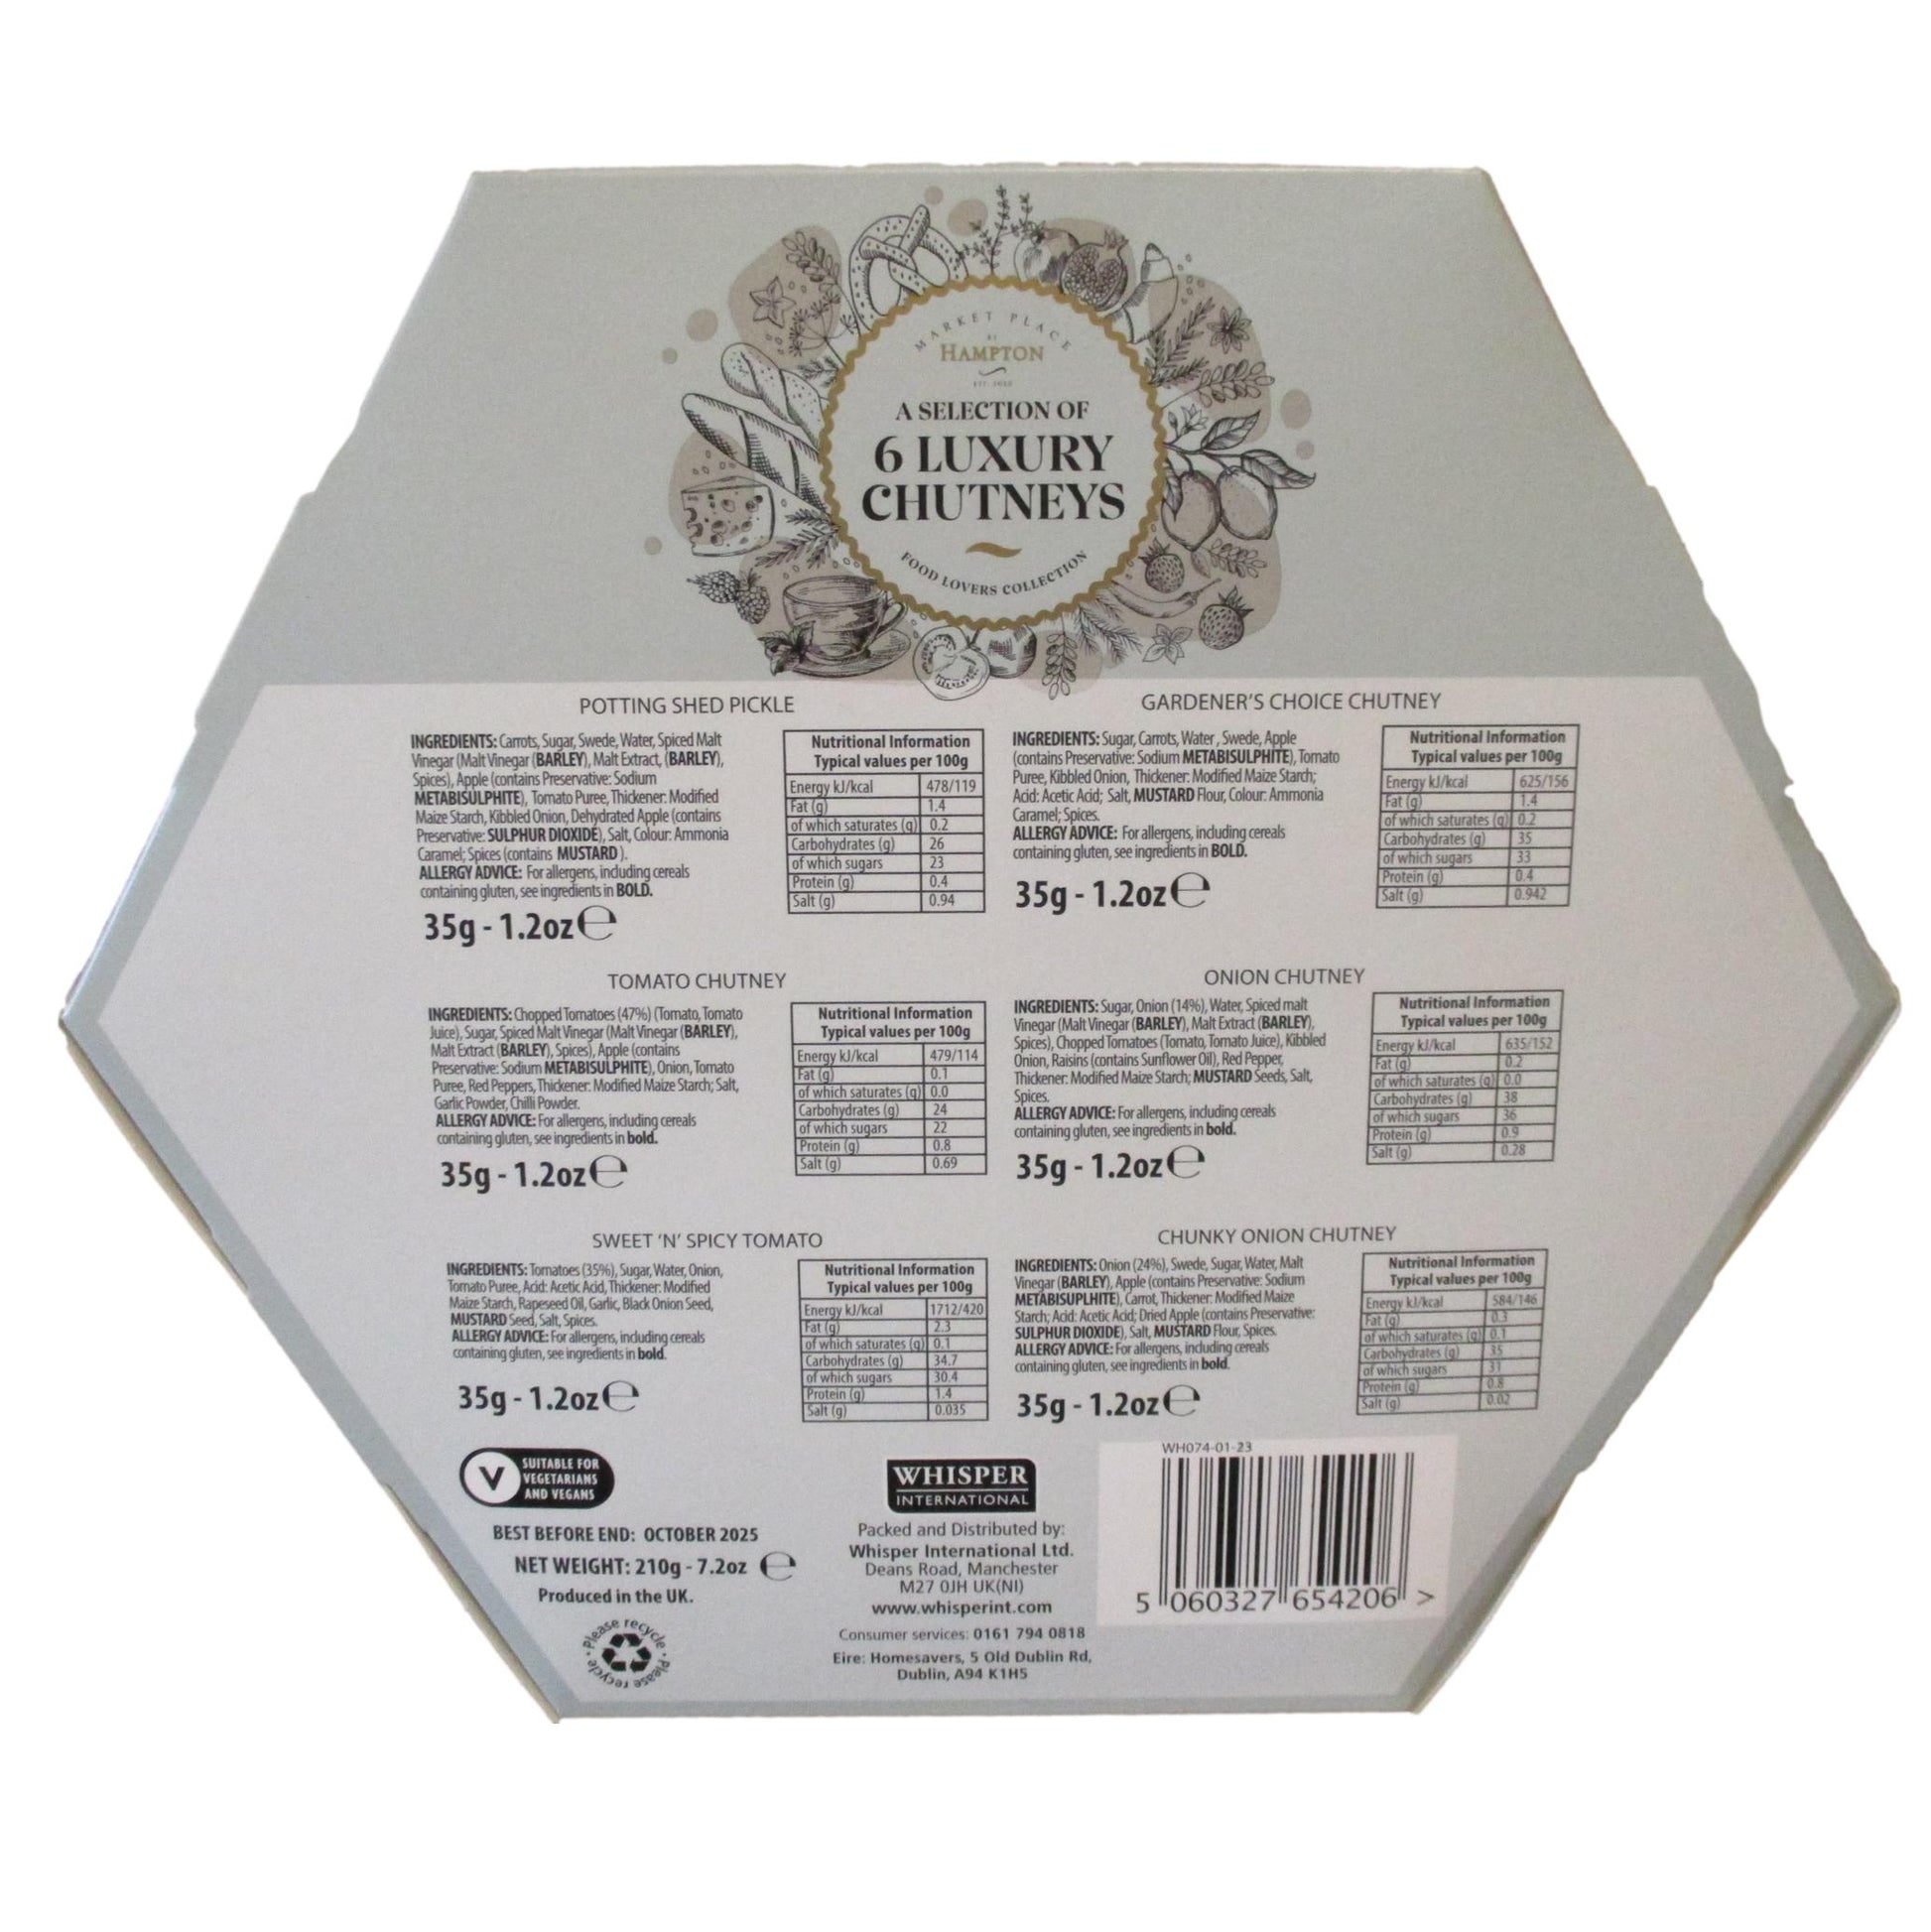 MARKET PLACE
AT
HAMPTON
A SELECTION OF
6 LUXURY
CHUTNEYS
FOOD LOVERS COLLECTION
POTTING SHED PICKLE
INGREDIENTS: Carrots, Sugar, Swede, Water, Spiced Malt
Vinegar (Malt Vinegar (BARLEY), Malt Extract, (BARLEY),
Spices), Apple (contains Preservative: Sodium
METABISULPHITE), Tomato Puree, Thickener: Modified
Maize Starch, Kibbled Onion, Dehydrated Apple (contains
Preservative: SULPHUR DIOXIDE), Salt, Colour: Ammonia
Caramel; Spices (contains MUSTARD ).
ALLERGY ADVICE: For allergens, including cereals
containing gluten, see ingredients in BOLD.
35g - 1.2oz ℮
Nutritional Information
Typical values per 100g
Energy kJ/kcal 478/119
Fat (g) 1.4
of which saturates (g) 0.2
Carbohydrates (g) 26
of which sugars 23
Protein (g) 0.4
Salt (g) 0.94
GARDENER'S CHOICE CHUTNEY
INGREDIENTS: Sugar, Carrots, Water , Swede, Apple
(contains Preservative: Sodium METABISULPHITE), Tomato
Puree, Kibbled Onion, Thickener: Modified Maize Starch;
Acid: Acetic Acid; Salt, MUSTARD Flour, Colour: Ammonia
Caramel; Spices.
ALLERGY ADVICE: For allergens, including cereals
containing gluten, see ingredients in BOLD.
35g - 1.2oz ℮
Nutritional Information
Typical values per 100g
Energy kJ/kcal 625/156
Fat (g) 1.4
of which saturates (g) 0.2
Carbohydrates (g) 35
of which sugars 33
Protein (g) 0.4
Salt (g) 0.942
TOMATO CHUTNEY
INGREDIENTS: Chopped Tomatoes (47%) (Tomato, Tomato
Juice), Sugar, Spiced Malt Vinegar (Malt Vinegar (BARLEY),
Malt Extract (BARLEY), Spices), Apple (contains
Preservative: Sodium METABISULPHITE), Onion, Tomato
Puree, Red Peppers, Thickener: Modified Maize Starch; Salt,
Garlic Powder, Chilli Powder.
ALLERGY ADVICE: For allergens, including cereals
containing gluten, see ingredients in bold.
35g - 1.2oz ℮
Nutritional Information
Typical values per 100g
Energy kJ/kcal 479/114
Fat (g) 0.1
of which saturates (g) 0.0
Carbohydrates (g) 24
of which sugars 22
Protein (g) 0.8
Salt (g) 0.69
ONION CHUTNEY
INGREDIENTS: Sugar, Onion (14%), Water, Spiced malt
Vinegar (Malt Vinegar (BARLEY), Malt Extract (BARLEY),
Spices), Chopped Tomatoes (Tomato, Tomato Juice), Kibbled
Onion, Raisins (contains Sunflower Oil), Red Pepper,
Thickener: Modified Maize Starch; MUSTARD Seeds, Salt,
Spices.
ALLERGY ADVICE: For allergens, including cereals
containing gluten, see ingredients in bold.
35g - 1.2oz ℮
Nutritional Information
Typical values per 100g
Energy kJ/kcal 635/152
Fat (g) 0.2
of which saturates (g) 0.0
Carbohydrates (g) 38
of which sugars 36
Protein (g) 0.9
Salt (g) 0.28
SWEET 'N' SPICY TOMATO
INGREDIENTS: Tomatoes (35%), Sugar, Water, Onion,
Tomato Puree, Acid: Acetic Acid, Thickener: Modified
Maize Starch, Rapeseed Oil, Garlic, Black Onion Seed,
MUSTARD Seed, Salt, Spices.
ALLERGY ADVICE: For allergens, including cereals
containing gluten, see ingredients in bold.
35g - 1.2oz ℮
Nutritional Information
Typical values per 100g
Energy kJ/kcal 1712/420
Fat (g) 2.3
of which saturates (g) 0.1
Carbohydrates (g) 34.7
of which sugars 30.4
Protein (g) 1.4
Salt (g) 0.035
CHUNKY ONION CHUTNEY
INGREDIENTS: Onion (24%), Swede, Sugar, Water, Malt
Vinegar (BARLEY), Apple (contains Preservative: Sodium
METABISUPLHITE), Carrot, Thickener: Modified Maize
Starch; Acid: Acetic Acid; Dried Apple (contains Preservative:
SULPHUR DIOXIDE), Salt, MUSTARD Flour, Spices.
ALLERGY ADVICE: For allergens, including cereals
containing gluten, see ingredients in bold.
35g - 1.2oz ℮
Nutritional Information
Typical values per 100g
Energy kJ/kcal 584/146
Fat (g) 0.3
of which saturates (g) 0.1
Carbohydrates (g) 35
of which sugars 31
Protein (g) 0.8
Salt (g) 0.02
V
SUITABLE FOR
VEGETARIANS
AND VEGANS
BEST BEFORE END: OCTOBER 2025
NET WEIGHT: 210g - 7.2oz ℮
Produced in the UK.
Please recycle · Please recycle ·
WHISPER
INTERNATIONAL
Packed and Distributed by:
Whisper International Ltd.
Deans Road, Manchester
M27 0JH UK(NI)
www.whisperint.com
Consumer services: 0161 794 0818
Eire: Homesavers, 5 Old Dublin Rd,
Dublin, A94 K1H5
WH074-01-23
5 060327 654206 >